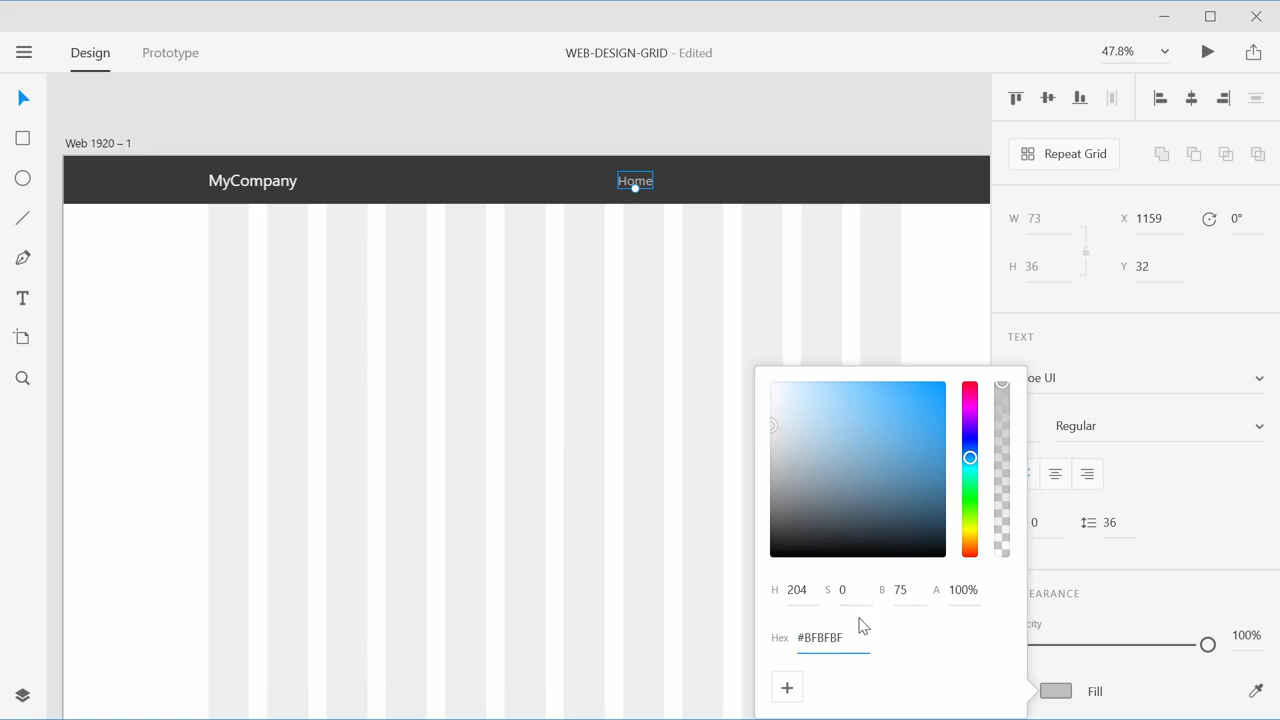 Design
Prototype
WEB-DESIGN-GRID - Edited
47.8%
Web 1920 – 1
MyCompany
Home
Repeat Grid
W 73
X 1159
0°
H 36
Y 32
TEXT
oe UI
Regular
0
36
EARANCE
city
100%
H 204 S 0 B 75 A 100%
Hex #BFBFBF
Fill